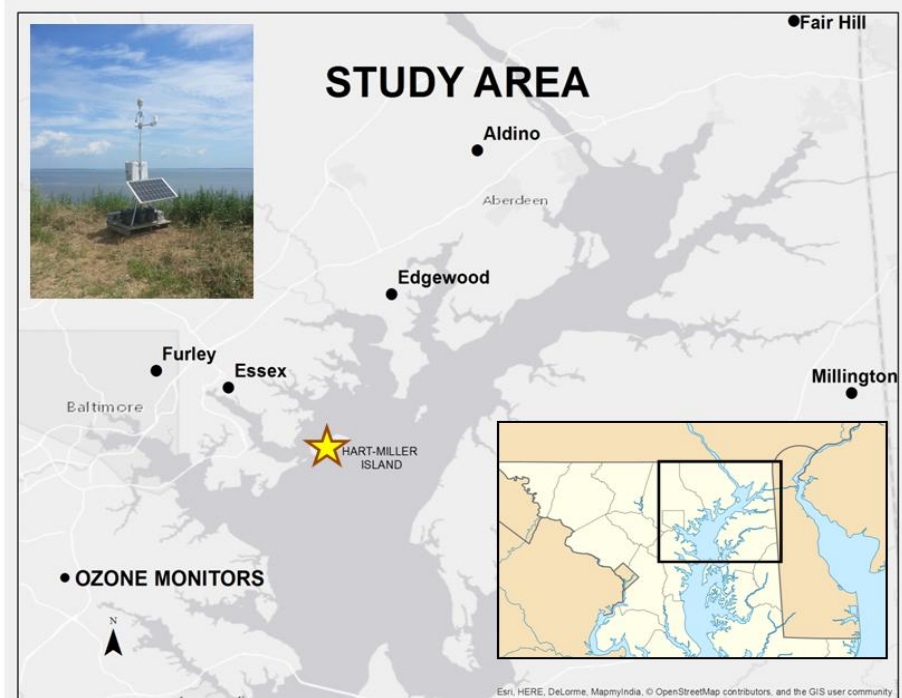 Fair Hill
STUDY AREA
Aldino
Aberdeen
Edgewood
Furley
Essex
Millington
Baltimore
HART-MILLER
ISLAND
OZONE MONITORS
N
Esri, HERE, DeLorme, MapmyIndia, © OpenStreetMap contributors, and the GIS user community